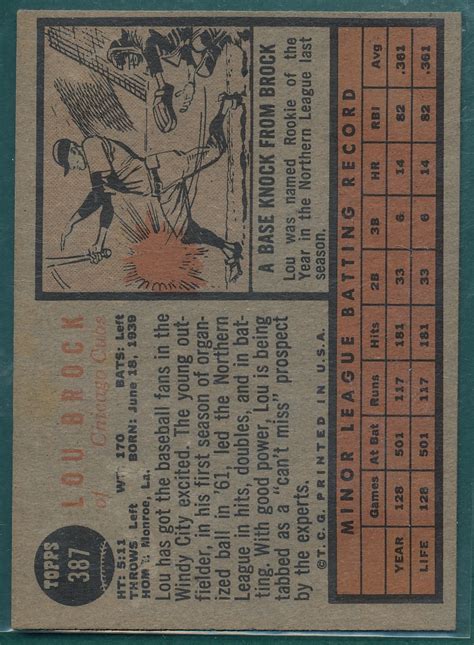 TOPPS
387
LOU BROCK
of Chicago Cubs
HT: 5:11 WT: 170 BATS: Left
THROWS Left BORN: June 18, 1939
HOM Monroe, La.
Lou has got the baseball fans in the
Windy City excited. The young out-
fielder, in his first season of organ-
ized ball in '61, led the Northern
League in hits, doubles, and in bat-
ting. With good power, Lou is being
tabbed as a "can't miss" prospect
by the experts.
©T.C.G. PRINTED IN U.S.A.
A BASE KNOCK FROM BROCK
Lou was named Rookie of the
Year in the Northern League last
season.
MINOR LEAGUE BATTING RECORD
Games At Bat Runs Hits 2B 3B HR RBI Avg
YEAR 128 501 117 181 33 6 14 82 .361
LIFE 128 501 117 181 33 6 14 82 .361